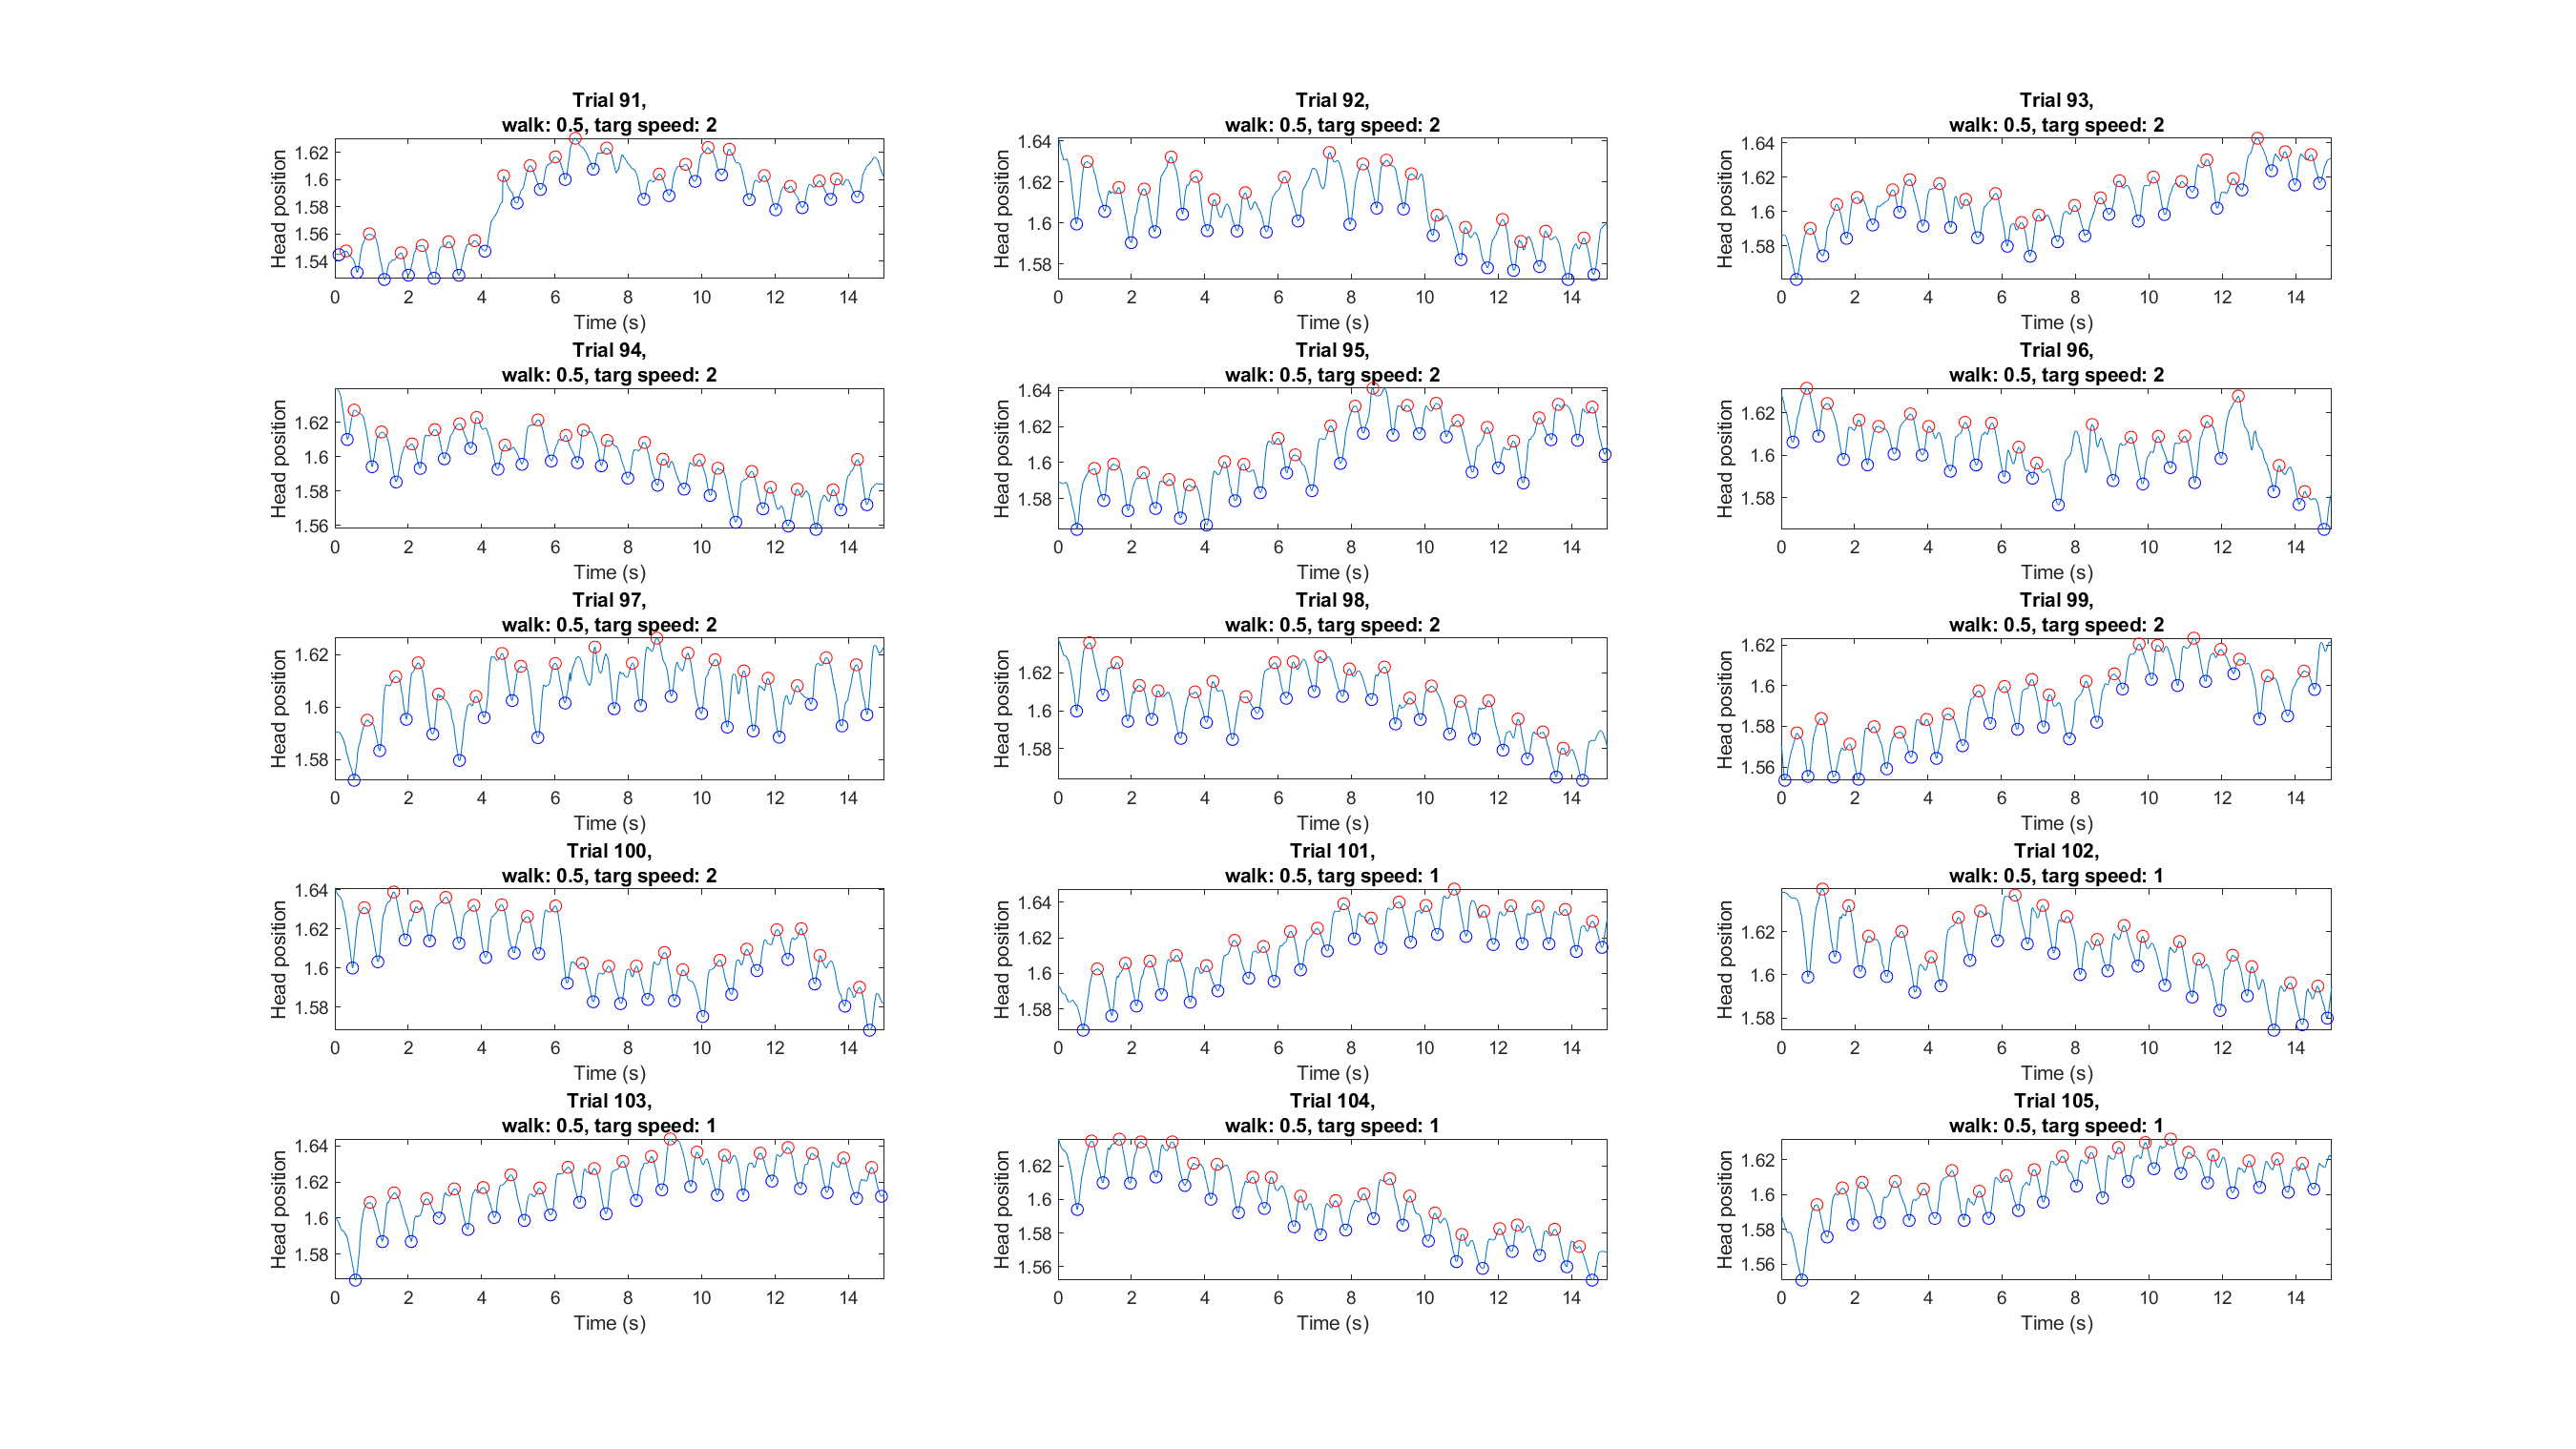 Trial 91,
walk: 0.5, targ speed: 2
Head position
1.62
1.6
1.58
1.56
1.54
0 2 4 6 8 10 12 14
Time (s)
Trial 92,
walk: 0.5, targ speed: 2
Head position
1.64
1.62
1.6
1.58
0 2 4 6 8 10 12 14
Time (s)
Trial 93,
walk: 0.5, targ speed: 2
Head position
1.64
1.62
1.6
1.58
0 2 4 6 8 10 12 14
Time (s)
Trial 94,
walk: 0.5, targ speed: 2
Head position
1.62
1.6
1.58
1.56
0 2 4 6 8 10 12 14
Time (s)
Trial 95,
walk: 0.5, targ speed: 2
Head position
1.64
1.62
1.6
1.58
0 2 4 6 8 10 12 14
Time (s)
Trial 96,
walk: 0.5, targ speed: 2
Head position
1.62
1.6
1.58
0 2 4 6 8 10 12 14
Time (s)
Trial 97,
walk: 0.5, targ speed: 2
Head position
1.62
1.6
1.58
0 2 4 6 8 10 12 14
Time (s)
Trial 98,
walk: 0.5, targ speed: 2
Head position
1.62
1.6
1.58
0 2 4 6 8 10 12 14
Time (s)
Trial 99,
walk: 0.5, targ speed: 2
Head position
1.62
1.6
1.58
1.56
0 2 4 6 8 10 12 14
Time (s)
Trial 100,
walk: 0.5, targ speed: 2
Head position
1.64
1.62
1.6
1.58
0 2 4 6 8 10 12 14
Time (s)
Trial 101,
walk: 0.5, targ speed: 1
Head position
1.64
1.62
1.6
1.58
0 2 4 6 8 10 12 14
Time (s)
Trial 102,
walk: 0.5, targ speed: 1
Head position
1.62
1.6
1.58
0 2 4 6 8 10 12 14
Time (s)
Trial 103,
walk: 0.5, targ speed: 1
Head position
1.64
1.62
1.6
1.58
0 2 4 6 8 10 12 14
Time (s)
Trial 104,
walk: 0.5, targ speed: 1
Head position
1.62
1.6
1.58
1.56
0 2 4 6 8 10 12 14
Time (s)
Trial 105,
walk: 0.5, targ speed: 1
Head position
1.62
1.6
1.58
1.56
0 2 4 6 8 10 12 14
Time (s)